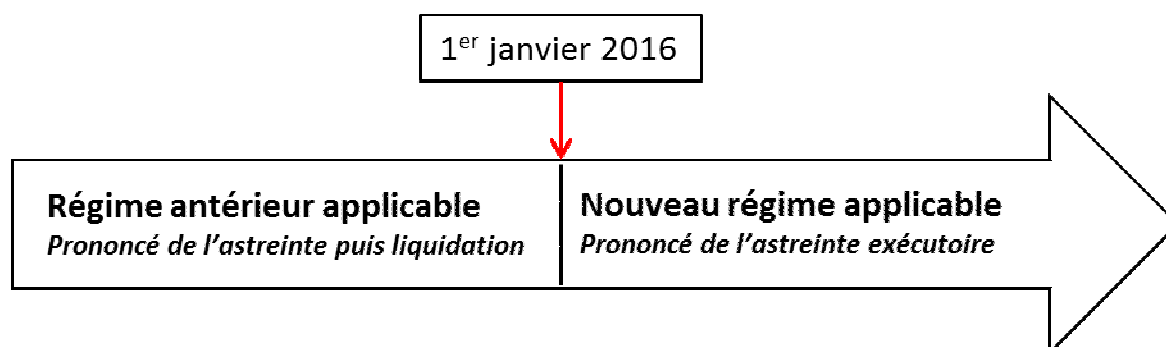 1er janvier 2016
Régime antérieur applicable
Prononcé de l'astreinte puis liquidation
Nouveau régime applicable
Prononcé de l'astreinte exécutoire